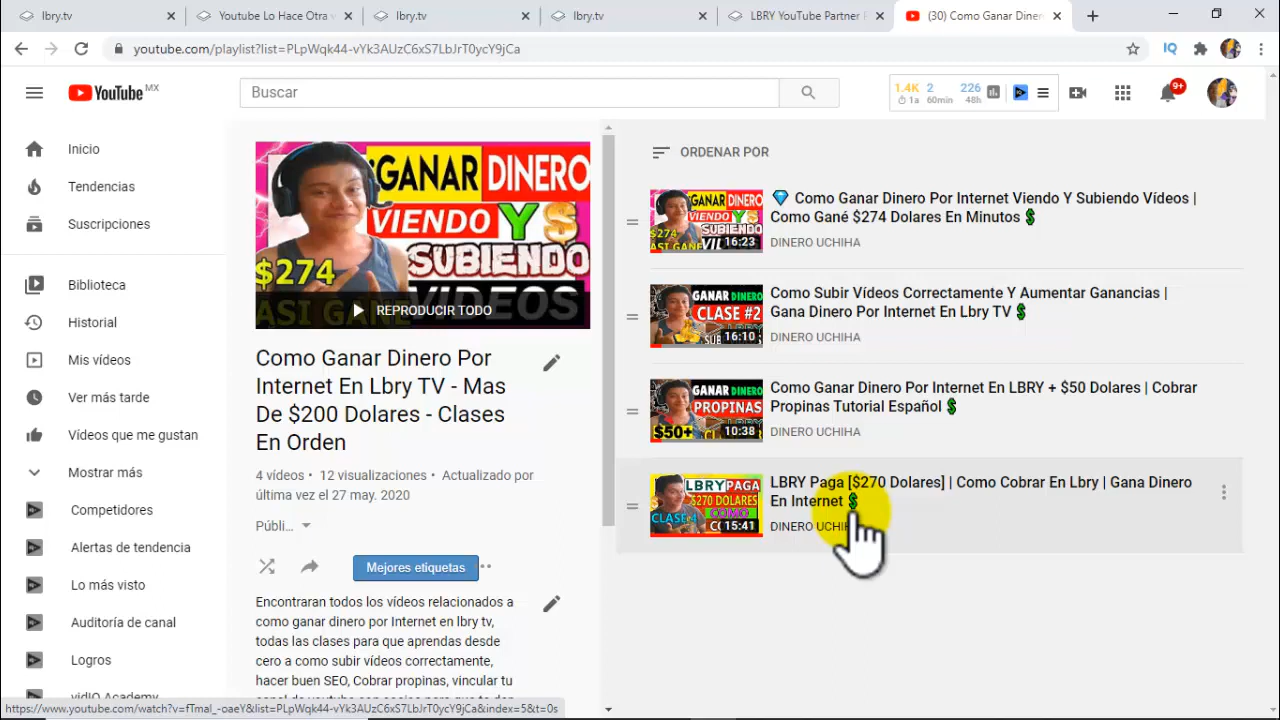 lbry.tv
Youtube Lo Hace Otra v
lbry.tv
lbry.tv
LBRY YouTube Partner
(30) Como Ganar Diner
youtube.com/playlist?list=PLpWqk44-vYk3AUzC6xS7LbJrT0ycY9jCa
IQ
YouTube MX
Buscar
1.4K 2 226
1a 60min 48h
9+
Inicio
Tendencias
Suscripciones
Biblioteca
Historial
Mis vídeos
Ver más tarde
Vídeos que me gustan
Mostrar más
Competidores
Alertas de tendencia
Lo más visto
Auditoría de canal
Logros
vidIQ Academy
GANAR DINERO
VIENDO Y $
SUBIENDO
$274
ASI GANE VIDEOS
REPRODUCIR TODO
Como Ganar Dinero Por
Internet En Lbry TV - Mas
De $200 Dolares - Clases
En Orden
4 vídeos • 12 visualizaciones • Actualizado por
última vez el 27 may. 2020
Públi...
Mejores etiquetas
Encontraran todos los vídeos relacionados a
como ganar dinero por Internet en lbry tv,
todas las clases para que aprendas desde
cero a como subir vídeos correctamente,
hacer buen SEO, Cobrar propinas, vincular tu
ORDENAR POR
GANAR DINERO
VIENDO Y $
SUBIENDO
$274
ASI GANE
16:23
💎 Como Ganar Dinero Por Internet Viendo Y Subiendo Vídeos |
Como Gané $274 Dolares En Minutos 💲
DINERO UCHIHA
GANAR DINERO
CLASE #2
16:10
Como Subir Vídeos Correctamente Y Aumentar Ganancias |
Gana Dinero Por Internet En Lbry TV 💲
DINERO UCHIHA
GANAR DINERO
PROPINAS
$50+
10:38
Como Ganar Dinero Por Internet En LBRY + $50 Dolares | Cobrar
Propinas Tutorial Español 💲
DINERO UCHIHA
LBRY PAGA
$270 DOLARES
COMO
CLASE 4
15:41
LBRY Paga [$270 Dolares] | Como Cobrar En Lbry | Gana Dinero
En Internet 💲
DINERO
https://www.youtube.com/watch?v=fTmal_-oaeY&list=PLpWqk44-vYk3AUzC6xS7LbJrT0ycY9jCa&index=5&t=0s